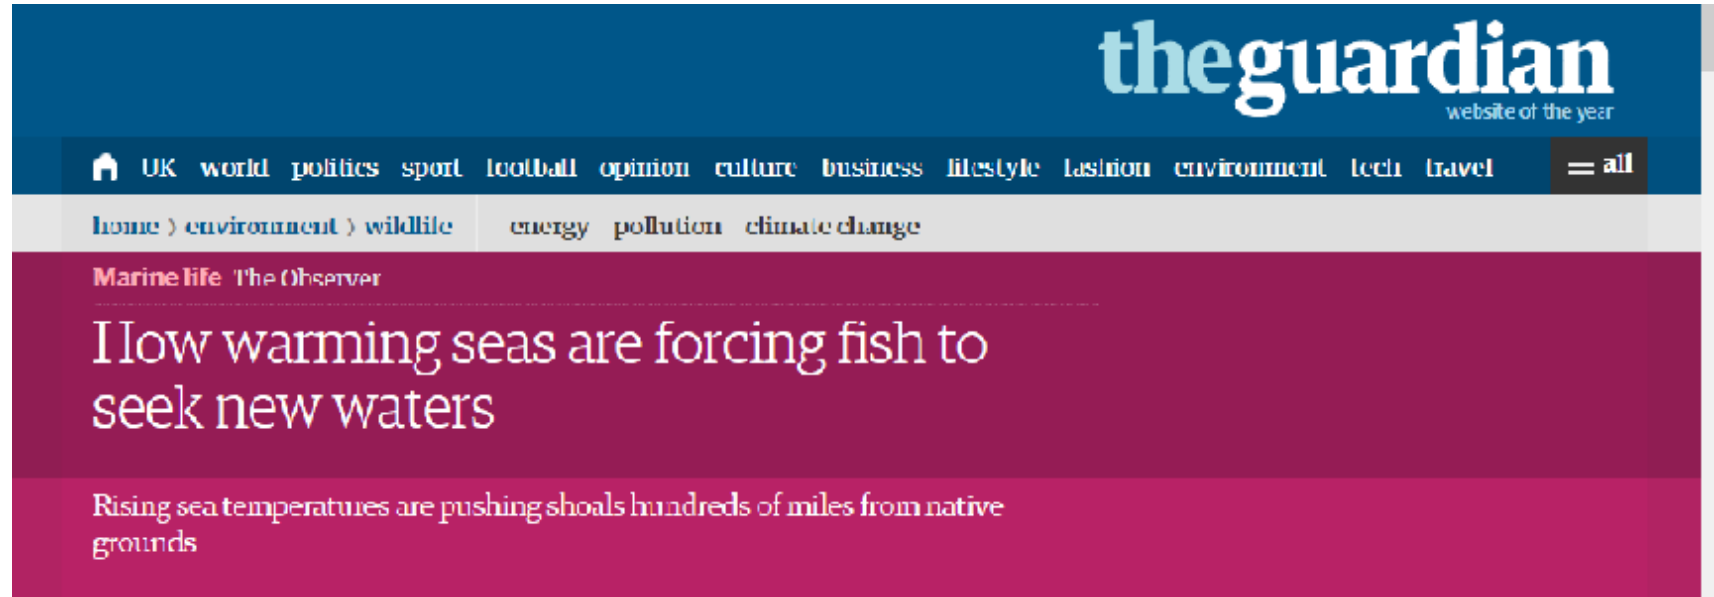 theguardian
website of the year
UK world politics sport football opinion culture business lifestyle fashion environment tech travel all
home environment wildlife energy pollution climate change
Marine life The Observer
How warming seas are forcing fish to
seek new waters
Rising sea temperatures are pushing shoals hundreds of miles from native
grounds